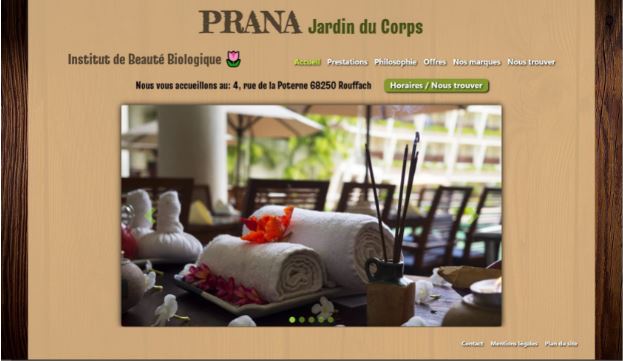 PRANA Jardin du Corps
Institut de Beauté Biologique
Accueil Prestations Philosophie Offres Nos marques Nous trouver
Nous vous accueillons au: 4, rue de la Poterne 68250 Rouffach
Horaires / Nous trouver
Contact Mentions légales Plan du site